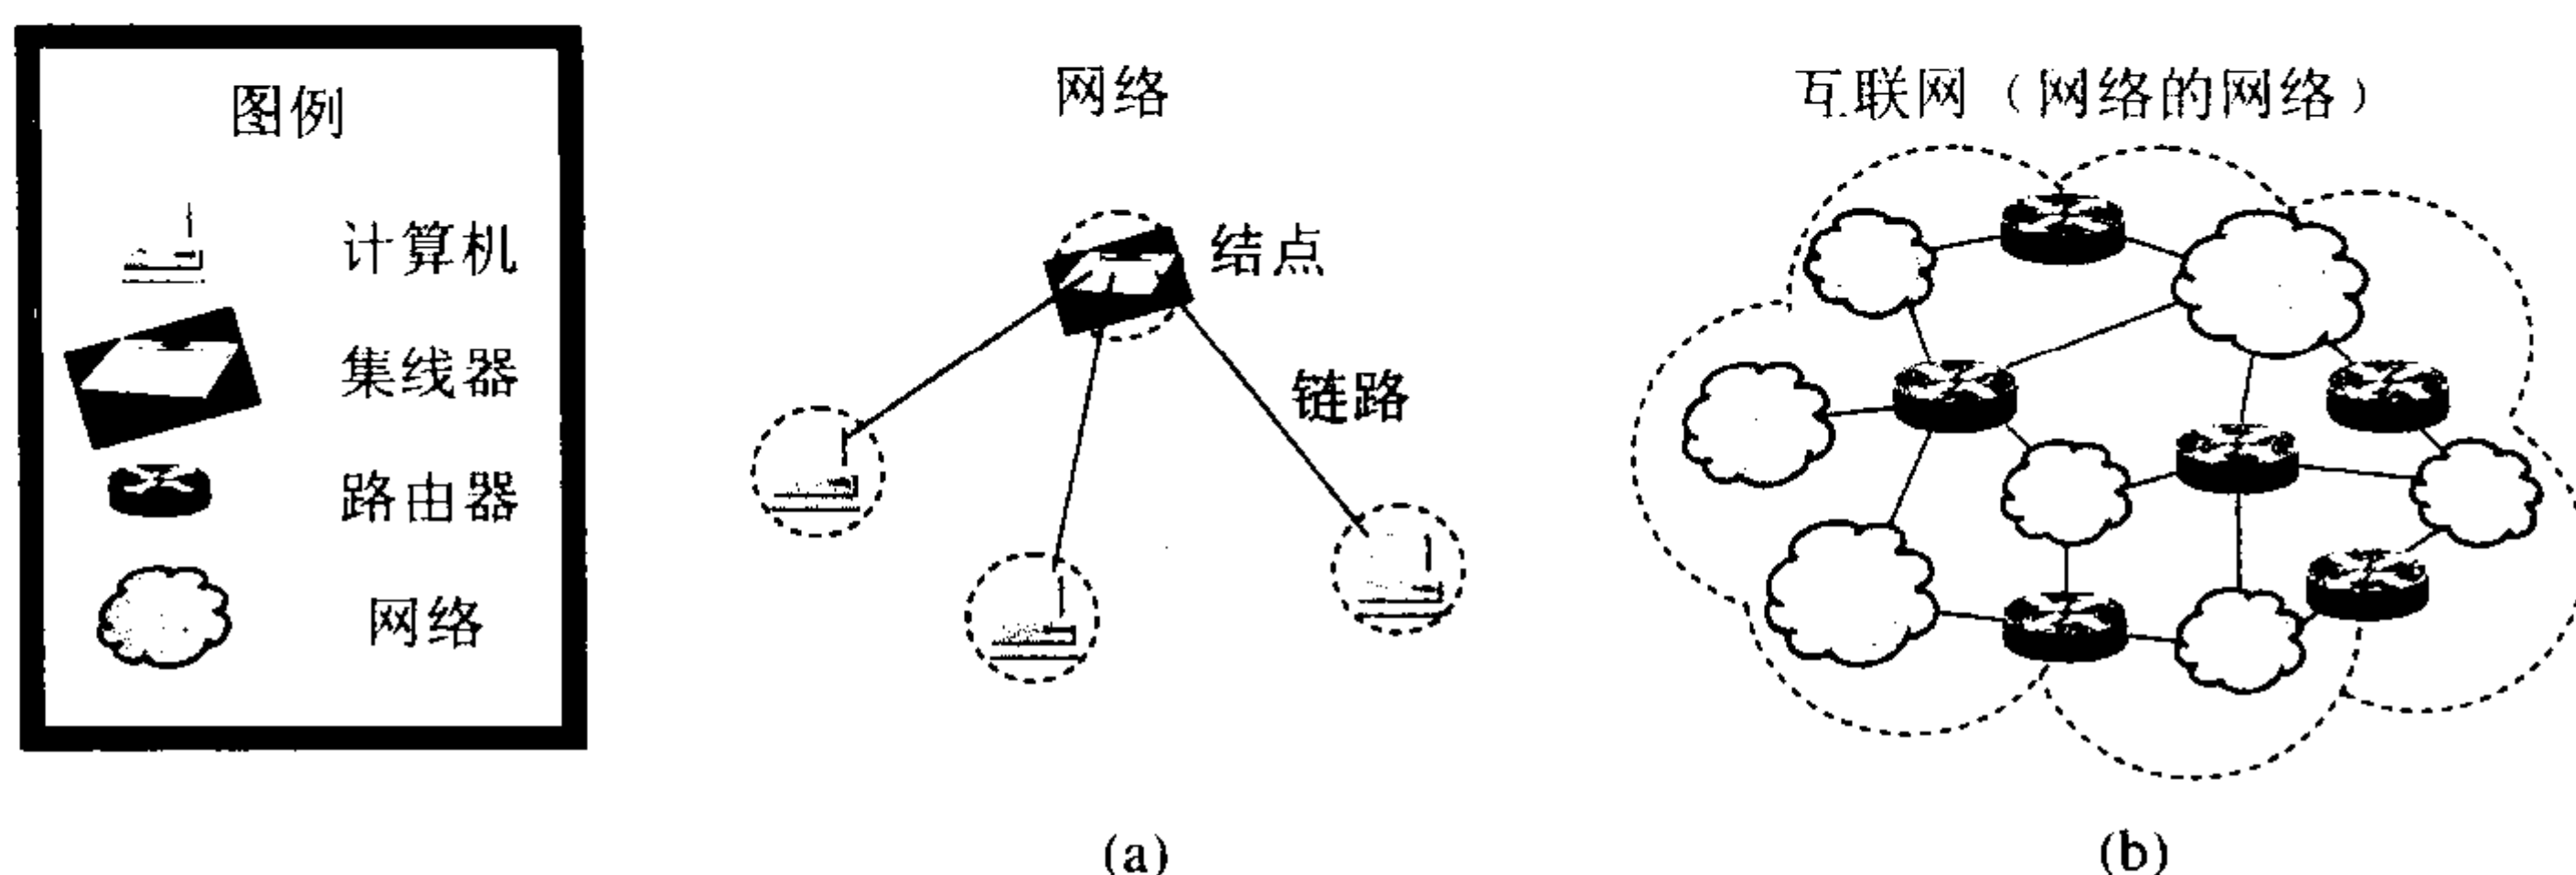 图例
计算机
集线器
路由器
网络
网络
结点
链路
(a)
互联网（网络的网络）
(b)